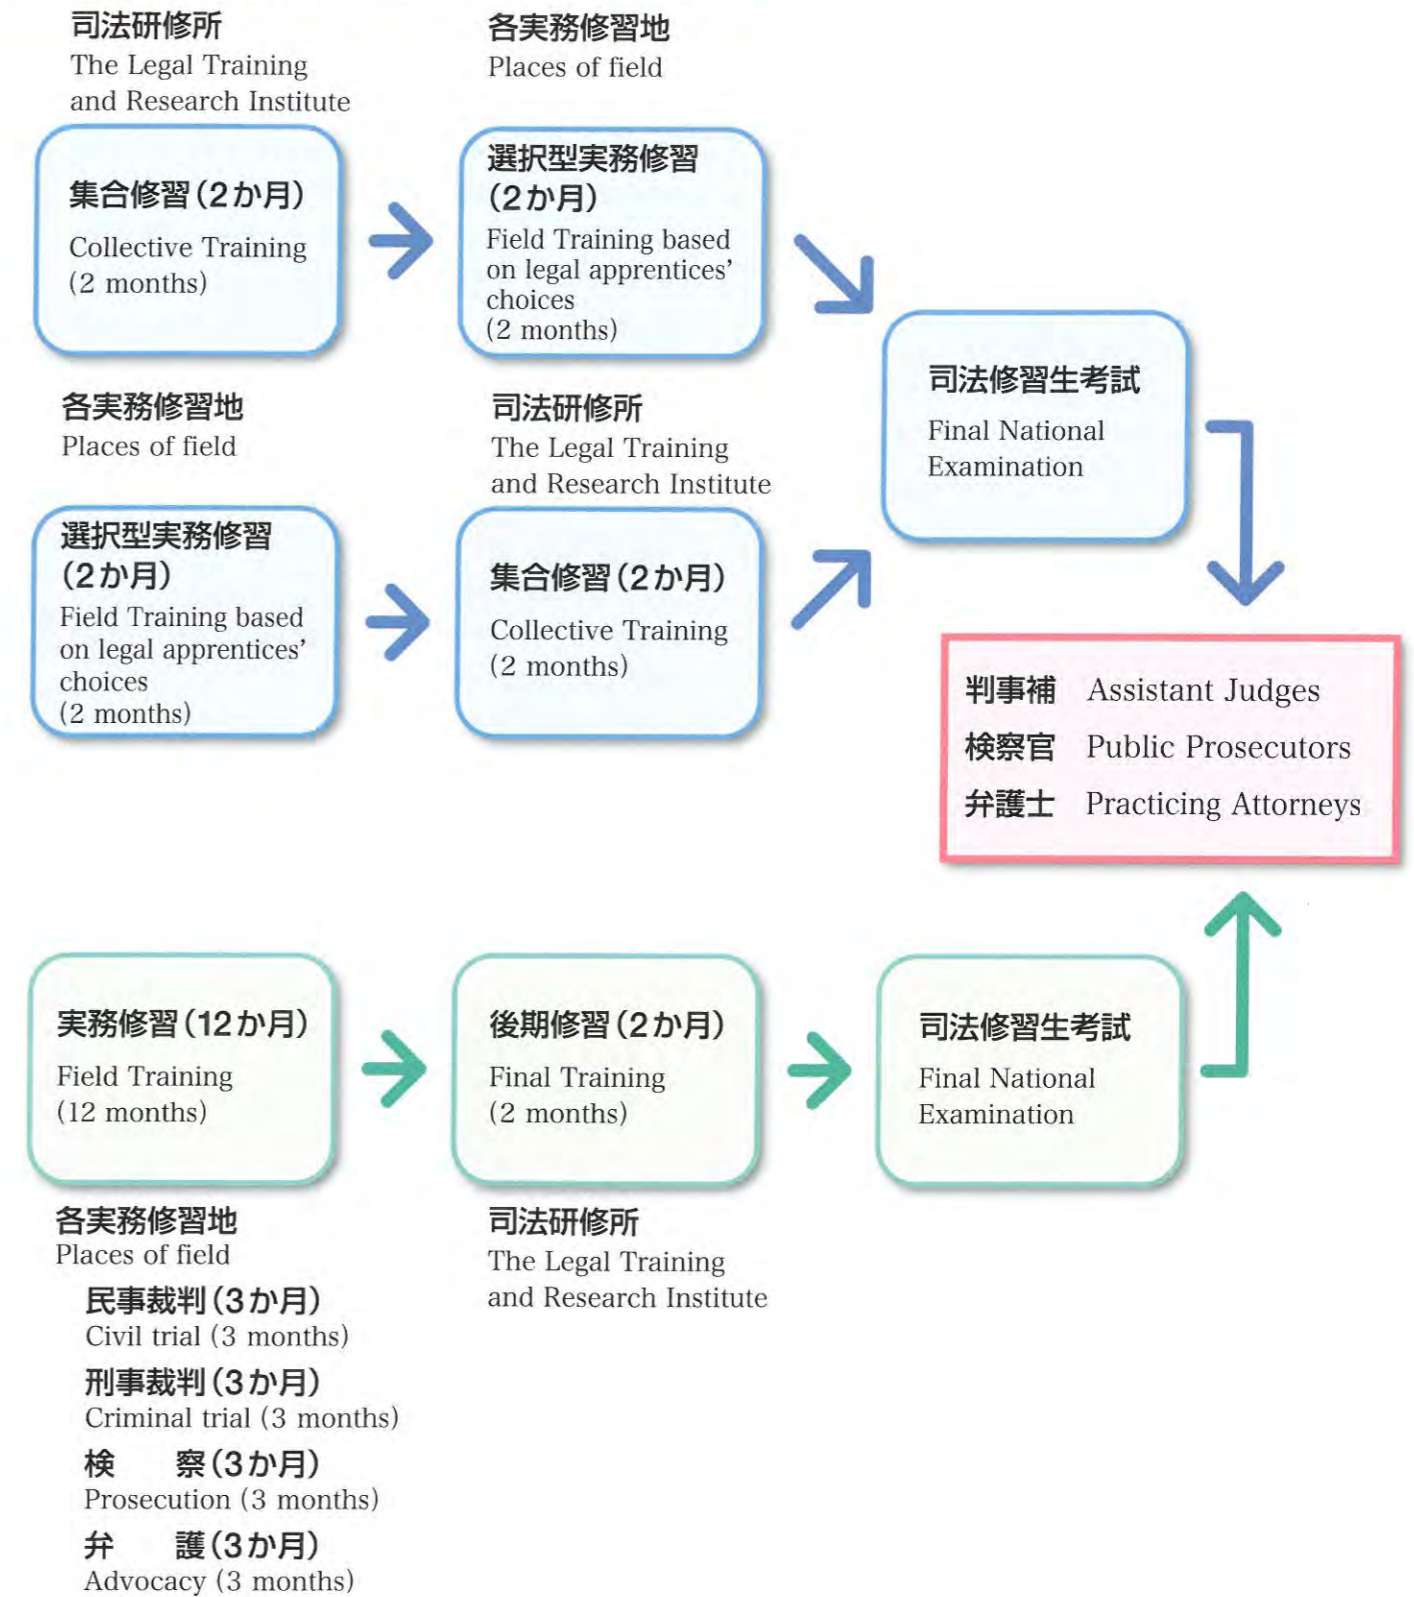 司法研修所
The Legal Training
and Research Institute
集合修習（2か月）
Collective Training
(2 months)
各実務修習地
Places of field
選択型実務修習
（2か月）
Field Training based
on legal apprentices’
choices
(2 months)
各実務修習地
Places of field
選択型実務修習
（2か月）
Field Training based
on legal apprentices’
choices
(2 months)
司法研修所
The Legal Training
and Research Institute
集合修習（2か月）
Collective Training
(2 months)
司法修習生考試
Final National
Examination
判事補 Assistant Judges
検察官 Public Prosecutors
弁護士 Practicing Attorneys
実務修習（12か月）
Field Training
(12 months)
各実務修習地
Places of field
民事裁判（3か月）
Civil trial (3 months)
刑事裁判（3か月）
Criminal trial (3 months)
検　　察（3か月）
Prosecution (3 months)
弁　　護（3か月）
Advocacy (3 months)
後期修習（2か月）
Final Training
(2 months)
司法研修所
The Legal Training
and Research Institute
司法修習生考試
Final National
Examination